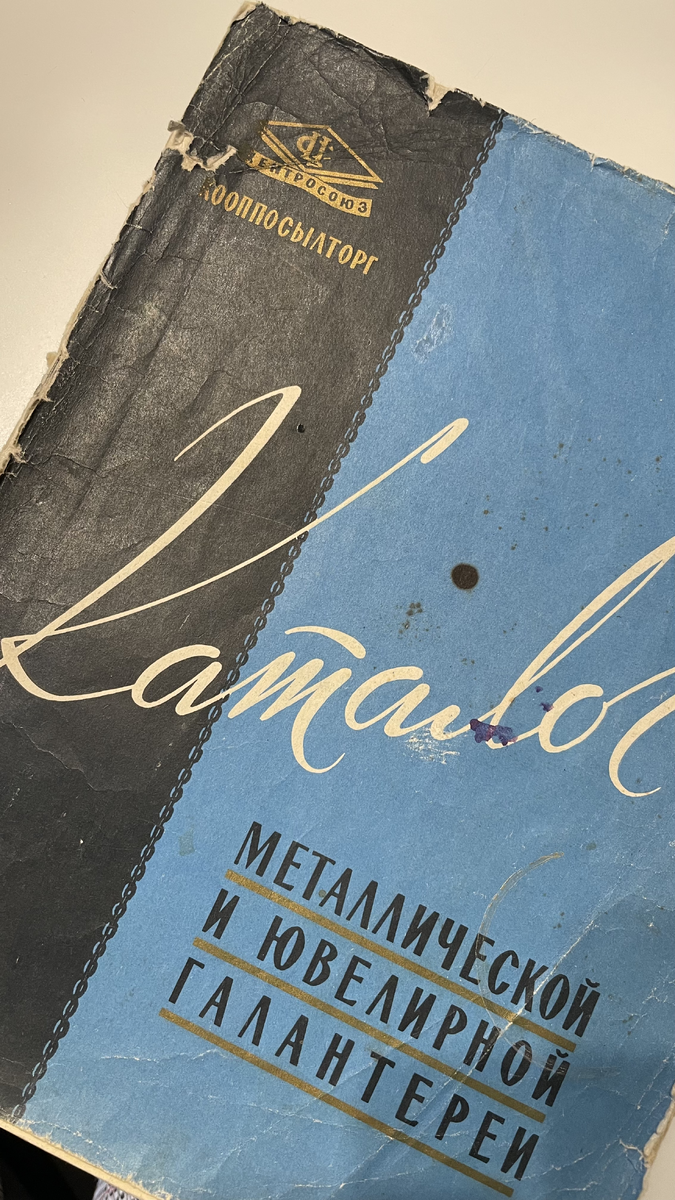 ЦЕНТРОСОЮЗ
КООППОСЫЛТОРГ
Каталог
МЕТАЛЛИЧЕСКОЙ
И ЮВЕЛИРНОЙ
ГАЛАНТЕРЕИ